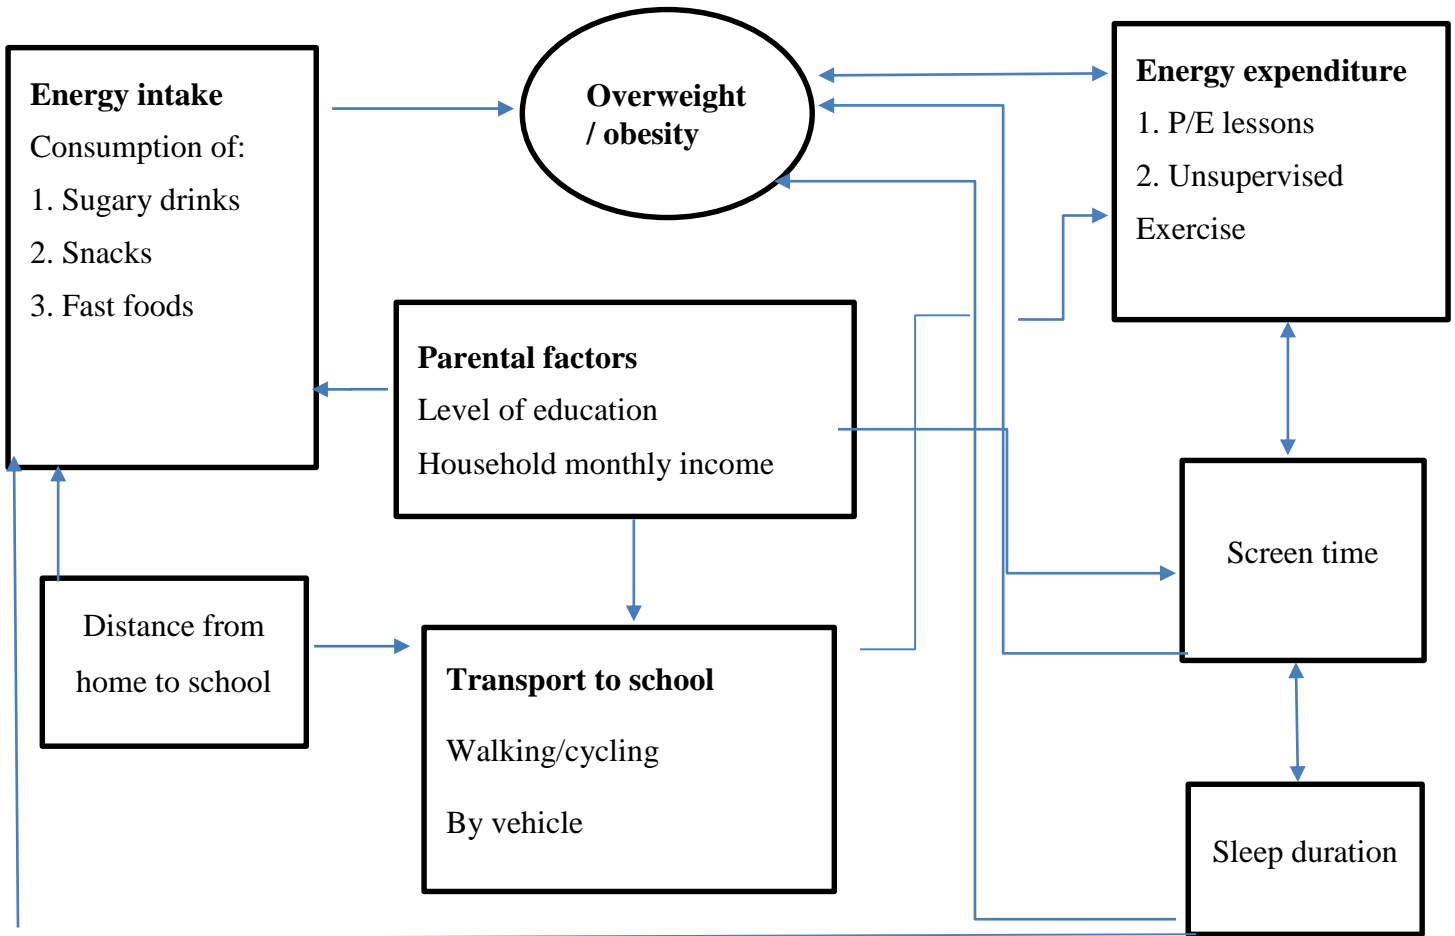 Energy intake
Consumption of:
1. Sugary drinks
2. Snacks
3. Fast foods
Overweight
/ obesity
Energy expenditure
1. P/E lessons
2. Unsupervised
Exercise
Parental factors
Level of education
Household monthly income
Screen time
Distance from
home to school
Transport to school
Walking/cycling
By vehicle
Sleep duration